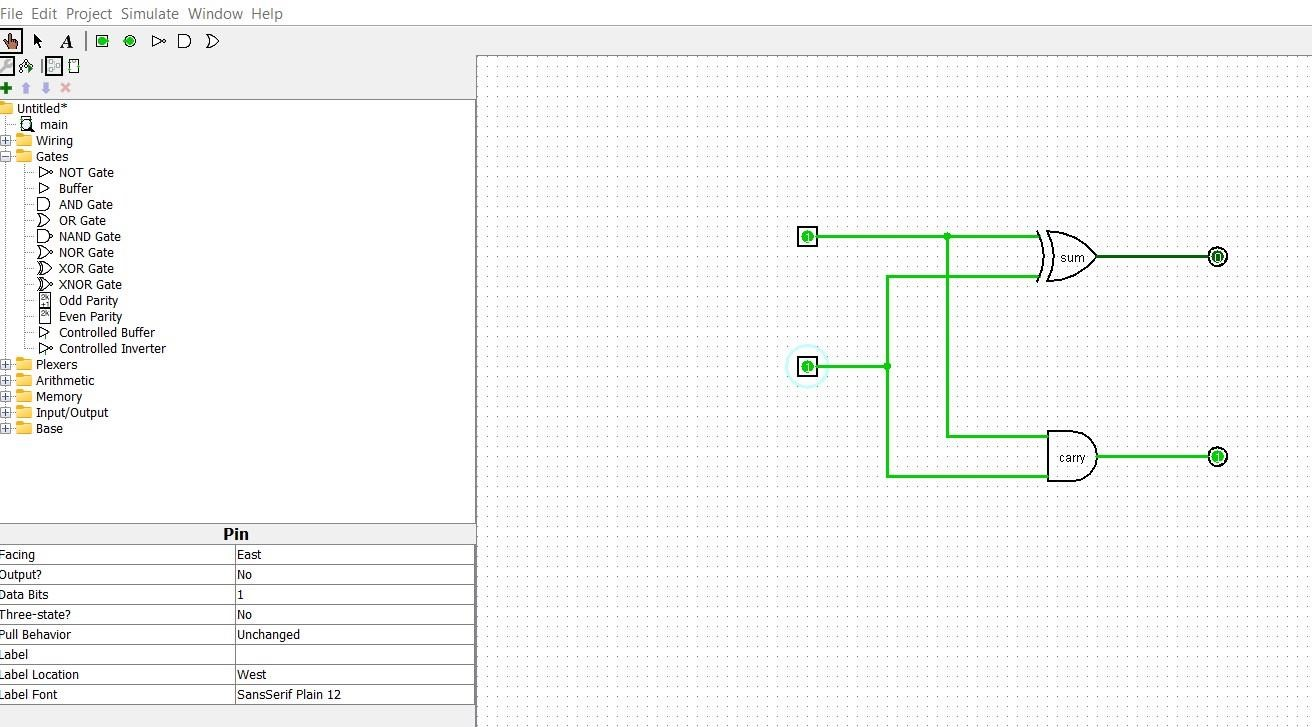 File Edit Project Simulate Window Help
A
Untitled*
main
Wiring
Gates
NOT Gate
Buffer
AND Gate
OR Gate
NAND Gate
NOR Gate
XOR Gate
XNOR Gate
2k+1 Odd Parity
2k Even Parity
Controlled Buffer
Controlled Inverter
Plexers
Arithmetic
Memory
Input/Output
Base
Pin
Facing East
Output? No
Data Bits 1
Three-state? No
Pull Behavior Unchanged
Label
Label Location West
Label Font SansSerif Plain 12
1
sum
0
1
carry
1